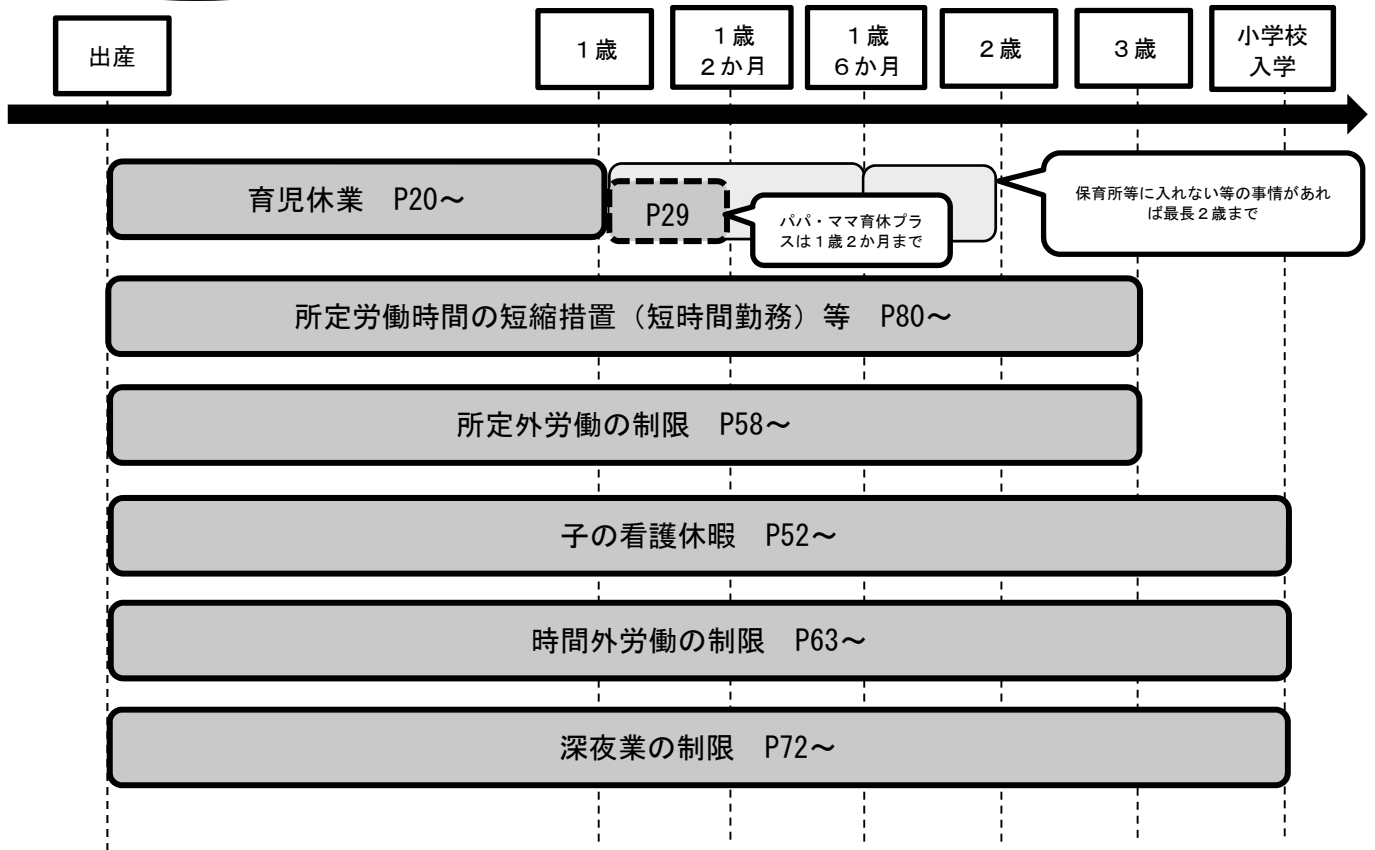 出産
１歳
１歳
２か月
１歳
６か月
２歳
３歳
小学校
入学
育児休業　P20～
P29
パパ・ママ育休プラ
スは１歳２か月まで
保育所等に入れない等の事情があれ
ば最長２歳まで
所定労働時間の短縮措置（短時間勤務）等　P80～
所定外労働の制限　P58～
子の看護休暇　P52～
時間外労働の制限　P63～
深夜業の制限　P72～